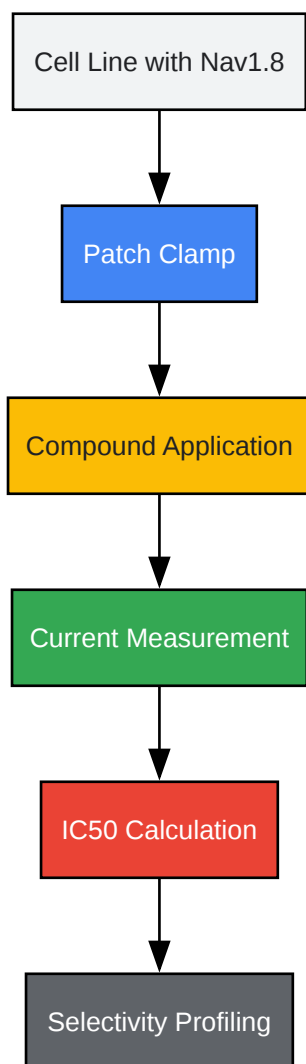 Cell Line with Nav1.8
Patch Clamp
Compound Application
Current Measurement
IC50 Calculation
Selectivity Profiling